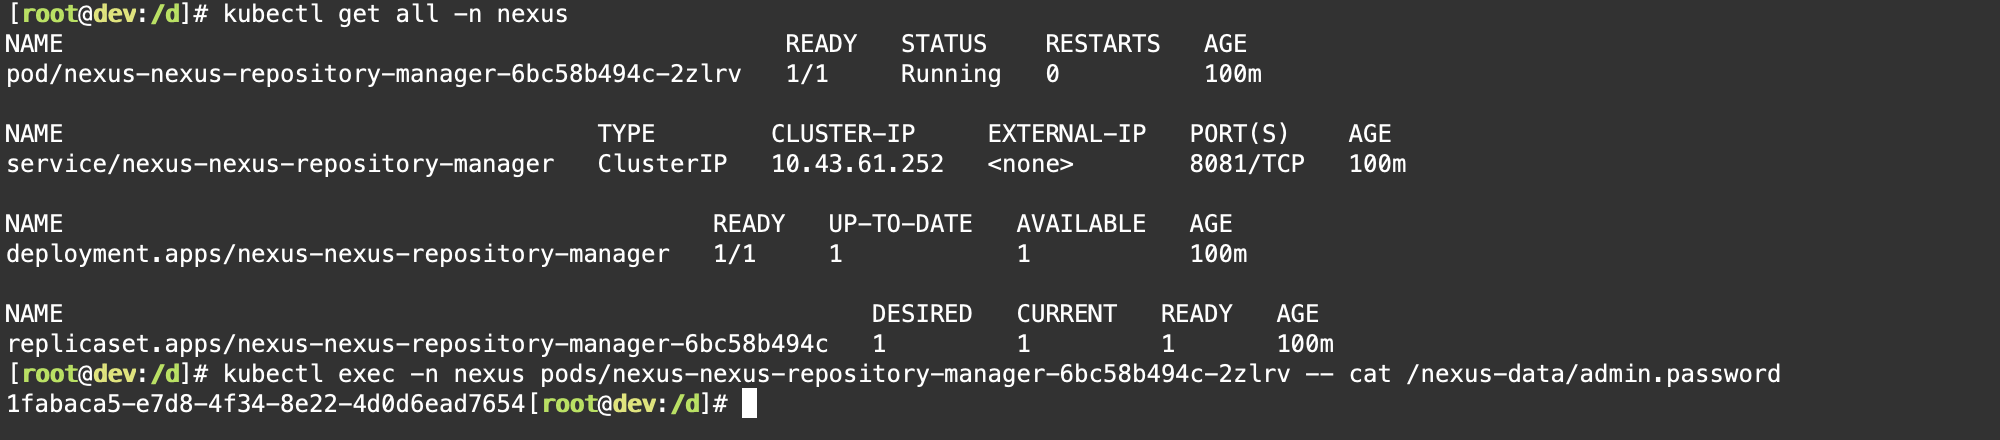 [root@dev:/d]# kubectl get all -n nexus
NAME READY STATUS RESTARTS AGE
pod/nexus-nexus-repository-manager-6bc58b494c-2zlrv 1/1 Running 0 100m
NAME TYPE CLUSTER-IP EXTERNAL-IP PORT(S) AGE
service/nexus-nexus-repository-manager ClusterIP 10.43.61.252 <none> 8081/TCP 100m
NAME READY UP-TO-DATE AVAILABLE AGE
deployment.apps/nexus-nexus-repository-manager 1/1 1 1 100m
NAME DESIRED CURRENT READY AGE
replicaset.apps/nexus-nexus-repository-manager-6bc58b494c 1 1 1 100m
[root@dev:/d]# kubectl exec -n nexus pods/nexus-nexus-repository-manager-6bc58b494c-2zlrv -- cat /nexus-data/admin.password
1fabaca5-e7d8-4f34-8e22-4d0d6ead7654[root@dev:/d]#